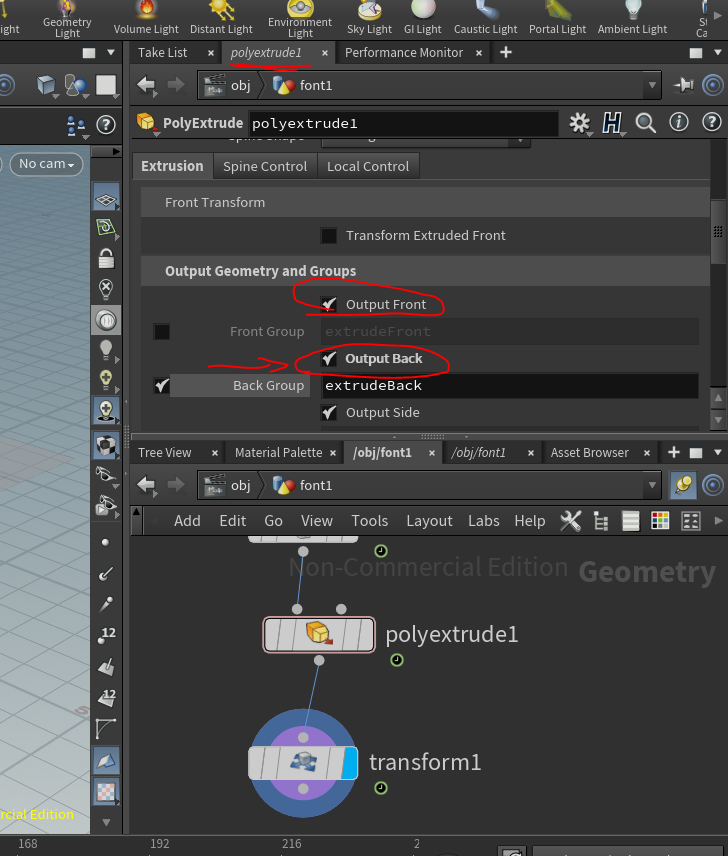 ight
Geometry
Light
Volume Light
Distant Light
Environment
Light
Sky Light
GI Light
Caustic Light
Portal Light
Ambient Light
St
Ca
Take List × polyextrude1 × Performance Monitor × +
obj font1
PolyExtrude polyextrude1
No cam
Extrusion Spine Control Local Control
Front Transform
Transform Extruded Front
Output Geometry and Groups
Output Front
Front Group extrudeFront
Output Back
Back Group extrudeBack
Output Side
Tree View × Material Palette × /obj/font1 × /obj/font1 × Asset Browser × +
obj font1
Add Edit Go View Tools Layout Labs Help
Non-Commercial Edition Geometry
polyextrude1
12
12
transform1
rcial Edition
168 192 216 2